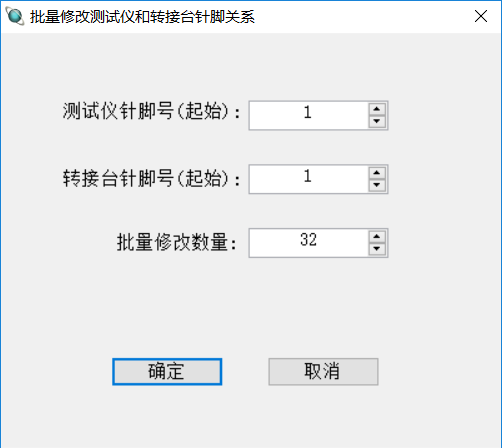 批量修改测试仪和转接台针脚关系
测试仪针脚号(起始): 1
转接台针脚号(起始): 1
批量修改数量: 32
确定 取消